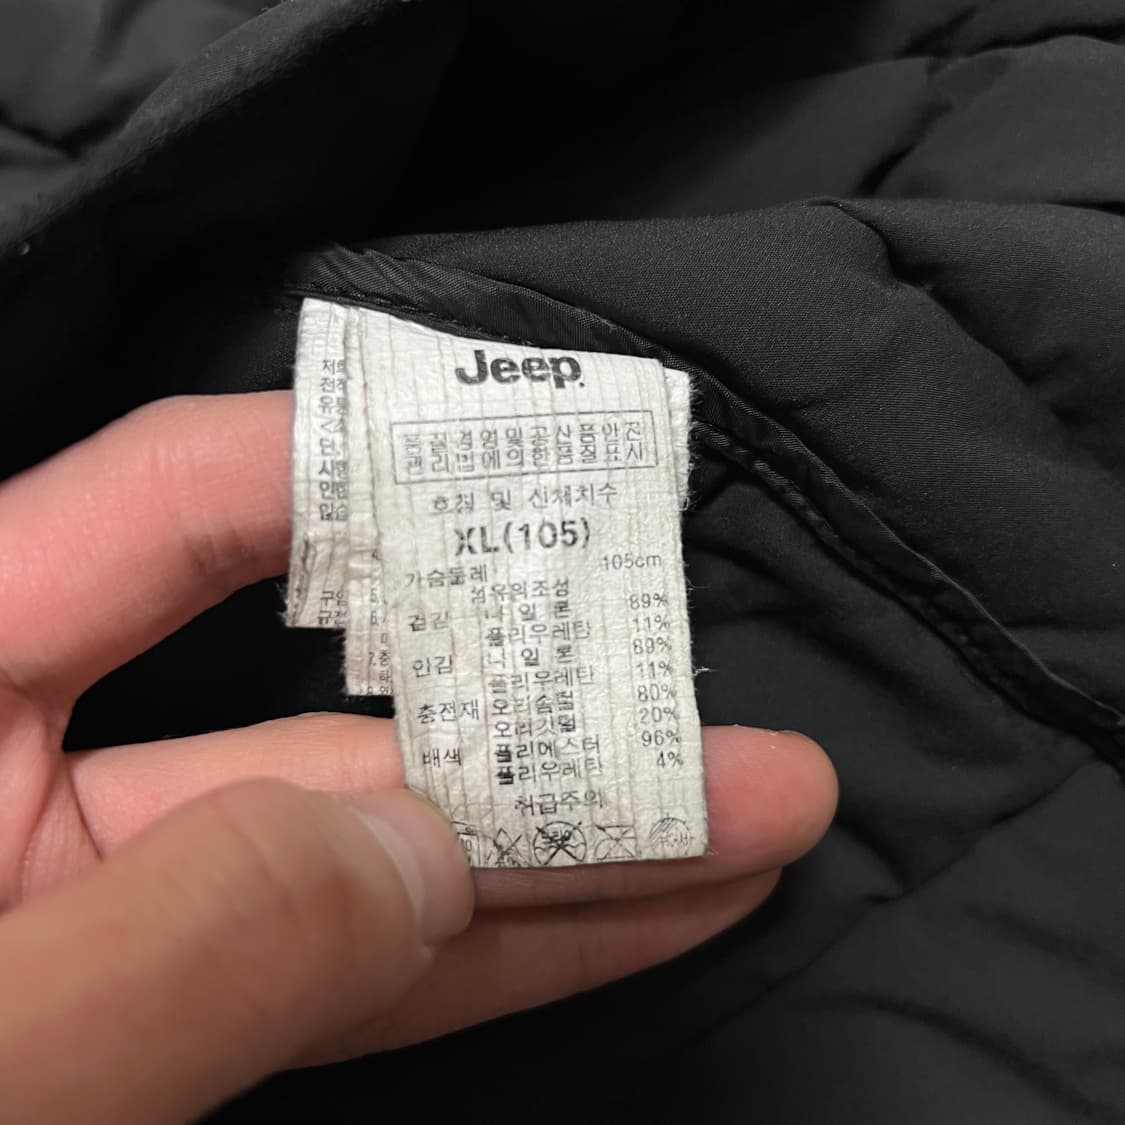 Jeep
품질경영및공산품안전
관리법에의한품질표시
호칭 및 신체치수
XL(105)
가슴둘레 105cm
섬유의조성
겉감 나일론 89%
폴리우레탄 11%
안감 나일론 89%
폴리우레탄 11%
충전재 오리솜털 80%
오리깃털 20%
배색 폴리에스터 96%
폴리우레탄 4%
취급주의